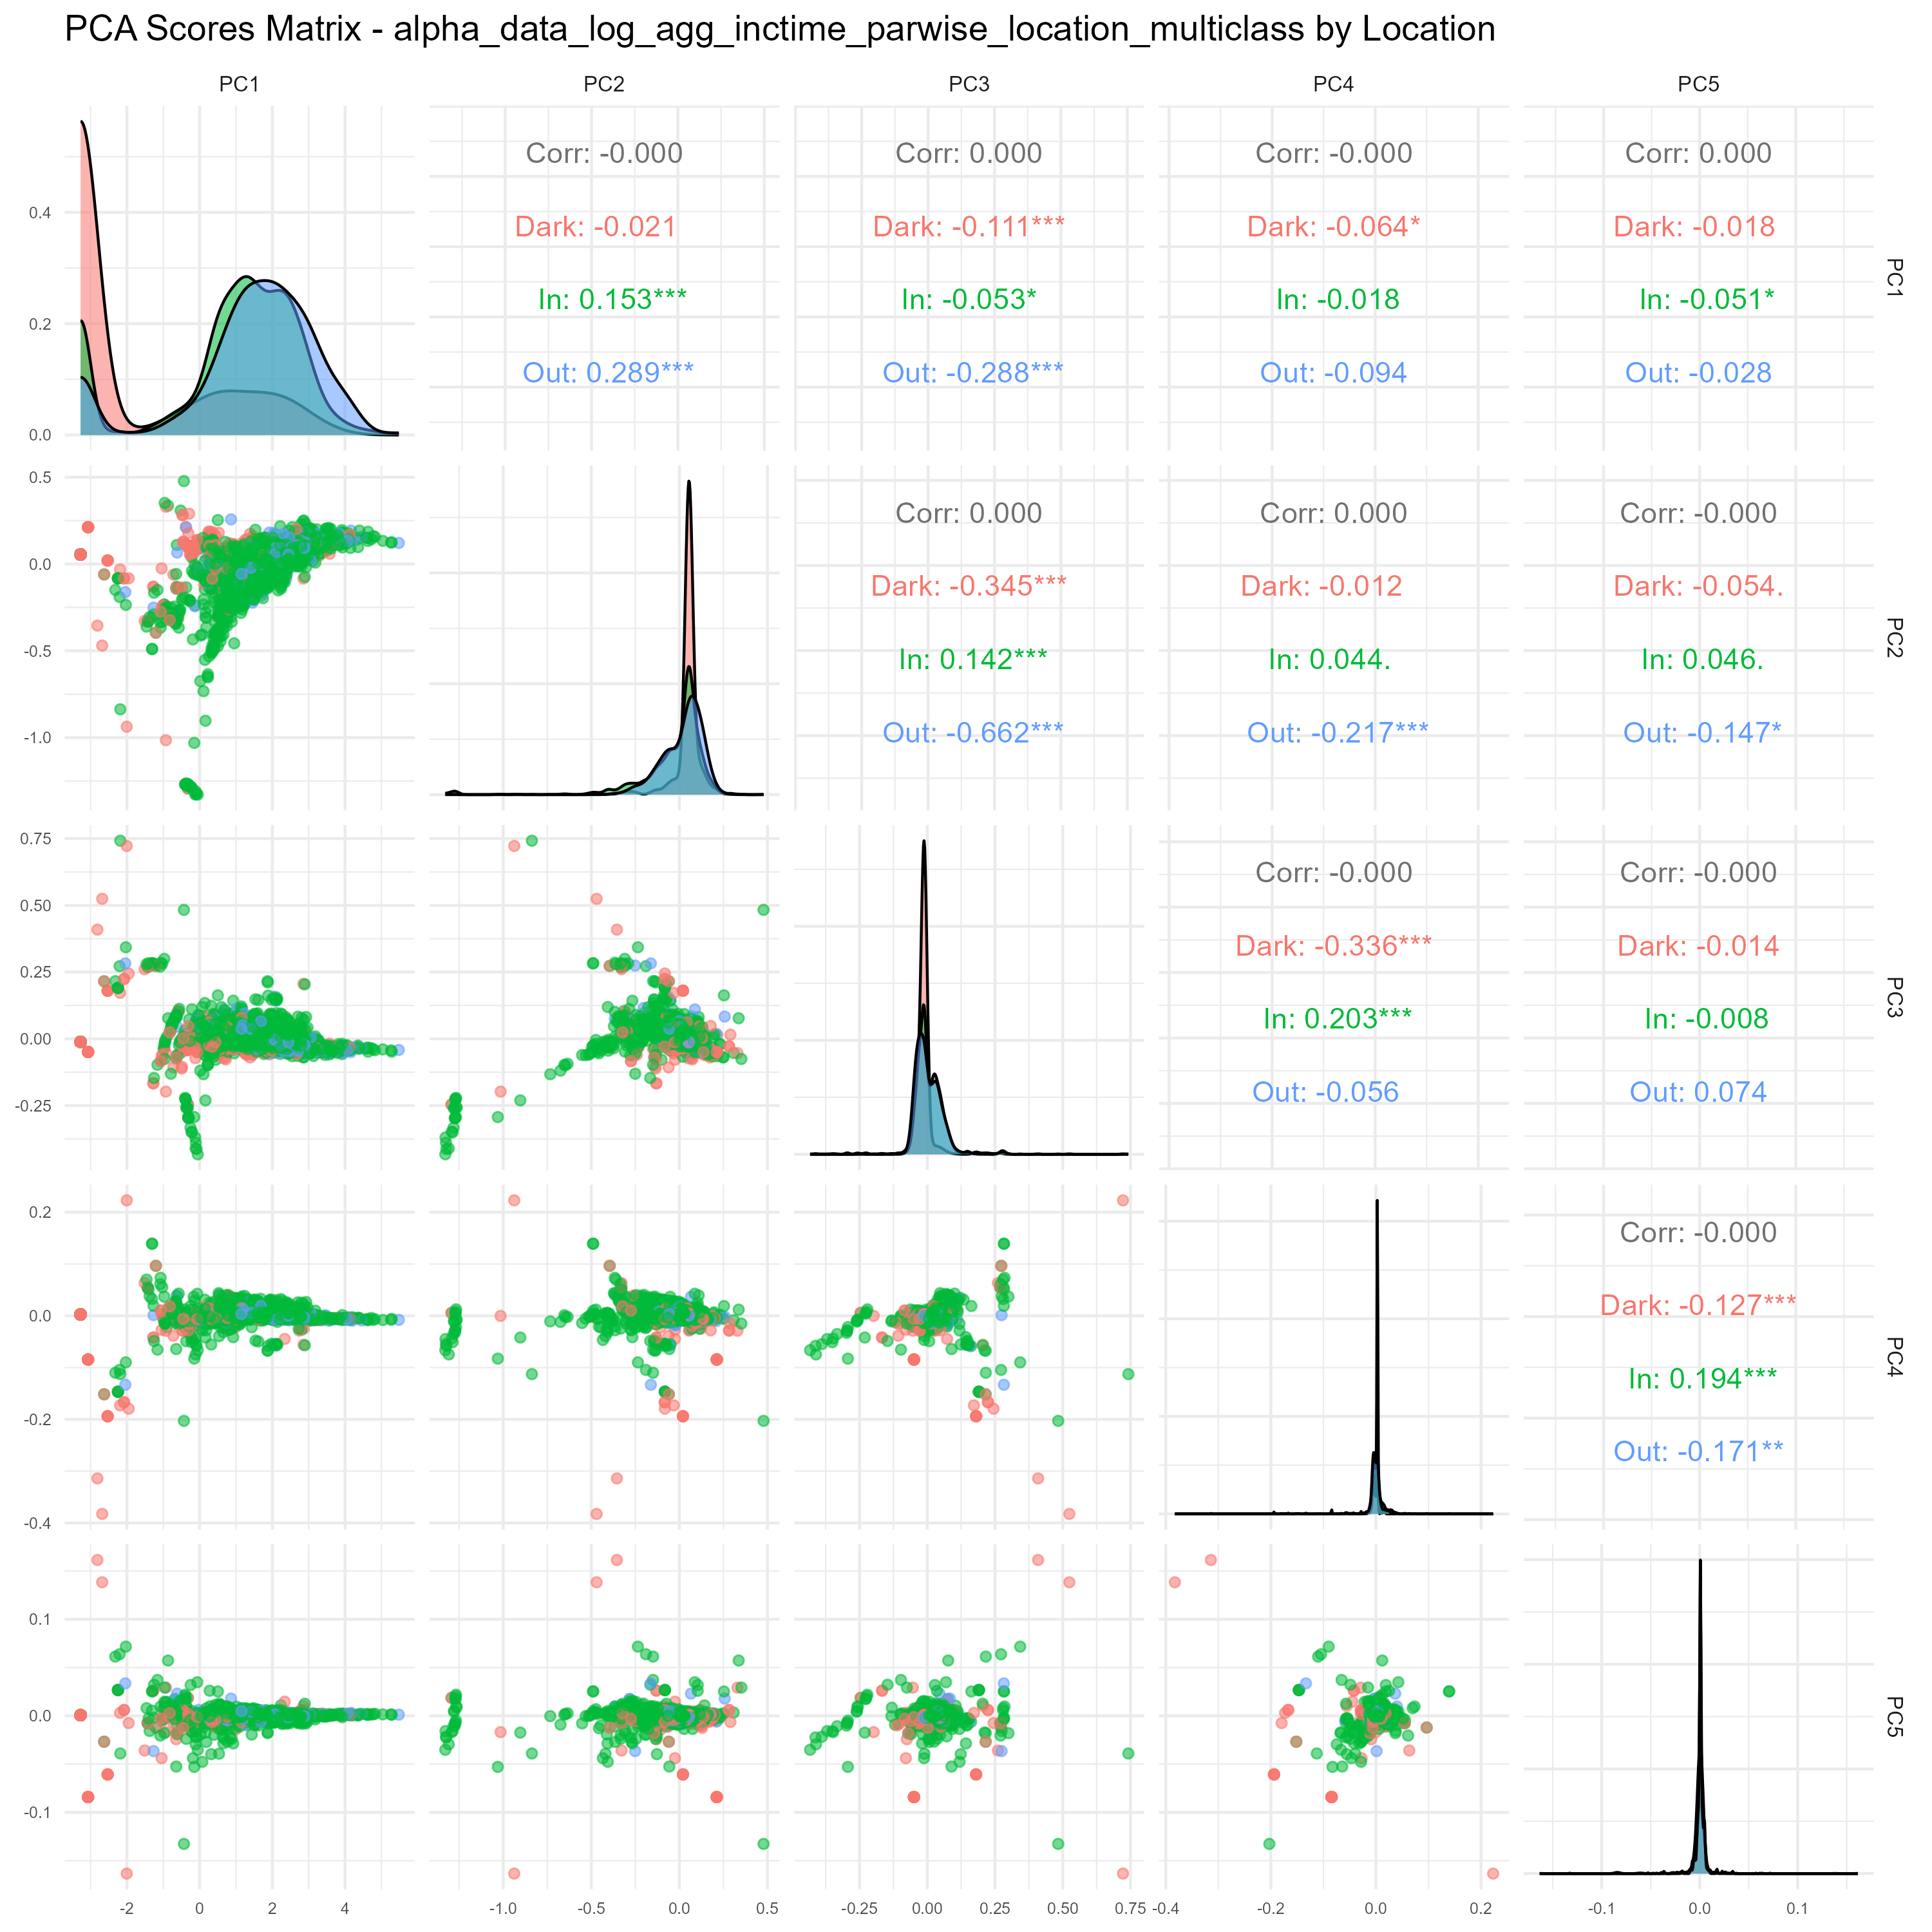 PCA Scores Matrix - alpha_data_log_agg_inctime_parwise_location_multiclass by Location
PC1 PC2 PC3 PC4 PC5
0.4
0.2
0.0
Corr: -0.000
Dark: -0.021
In: 0.153***
Out: 0.289***
Corr: 0.000
Dark: -0.111***
In: -0.053*
Out: -0.288***
Corr: -0.000
Dark: -0.064*
In: -0.018
Out: -0.094
Corr: 0.000
Dark: -0.018
In: -0.051*
Out: -0.028
PC1
0.5
0.0
-0.5
-1.0
Corr: 0.000
Dark: -0.345***
In: 0.142***
Out: -0.662***
Corr: 0.000
Dark: -0.012
In: 0.044.
Out: -0.217***
Corr: -0.000
Dark: -0.054.
In: 0.046.
Out: -0.147*
PC2
0.75
0.50
0.25
0.00
-0.25
Corr: -0.000
Dark: -0.336***
In: 0.203***
Out: -0.056
Corr: -0.000
Dark: -0.014
In: -0.008
Out: 0.074
PC3
0.2
0.0
-0.2
-0.4
Corr: -0.000
Dark: -0.127***
In: 0.194***
Out: -0.171**
PC4
0.1
0.0
-0.1
PC5
-2 0 2 4
-1.0 -0.5 0.0 0.5
-0.25 0.00 0.25 0.50 0.75
-0.4 -0.2 0.0 0.2
-0.1 0.0 0.1